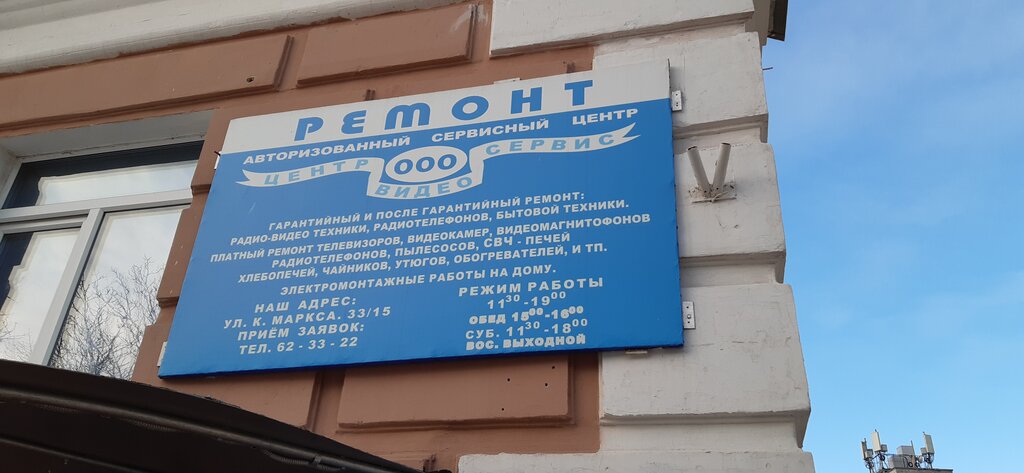 РЕМОНТ
АВТОРИЗОВАННЫЙ СЕРВИСНЫЙ ЦЕНТР
ЦЕНТР ООО СЕРВИС
ВИДЕО
ГАРАНТИЙНЫЙ И ПОСЛЕ ГАРАНТИЙНЫЙ РЕМОНТ:
РАДИО-ВИДЕО ТЕХНИКИ, РАДИОТЕЛЕФОНОВ, БЫТОВОЙ ТЕХНИКИ.
ПЛАТНЫЙ РЕМОНТ ТЕЛЕВИЗОРОВ, ВИДЕОКАМЕР, ВИДЕОМАГНИТОФОНОВ
РАДИОТЕЛЕФОНОВ, ПЫЛЕСОСОВ, СВЧ - ПЕЧЕЙ
ХЛЕБОПЕЧЕЙ, ЧАЙНИКОВ, УТЮГОВ, ОБОГРЕВАТЕЛЕЙ, И ТП.
ЭЛЕКТРОМОНТАЖНЫЕ РАБОТЫ НА ДОМУ.
НАШ АДРЕС:
УЛ. К. МАРКСА. 33/15
ПРИЁМ ЗАЯВОК:
ТЕЛ. 62 - 33 - 22
РЕЖИМ РАБОТЫ
11³⁰ -19⁰⁰
ОБЕД 15⁰⁰-16⁰⁰
СУБ. 11³⁰ -18⁰⁰
ВОС. ВЫХОДНОЙ